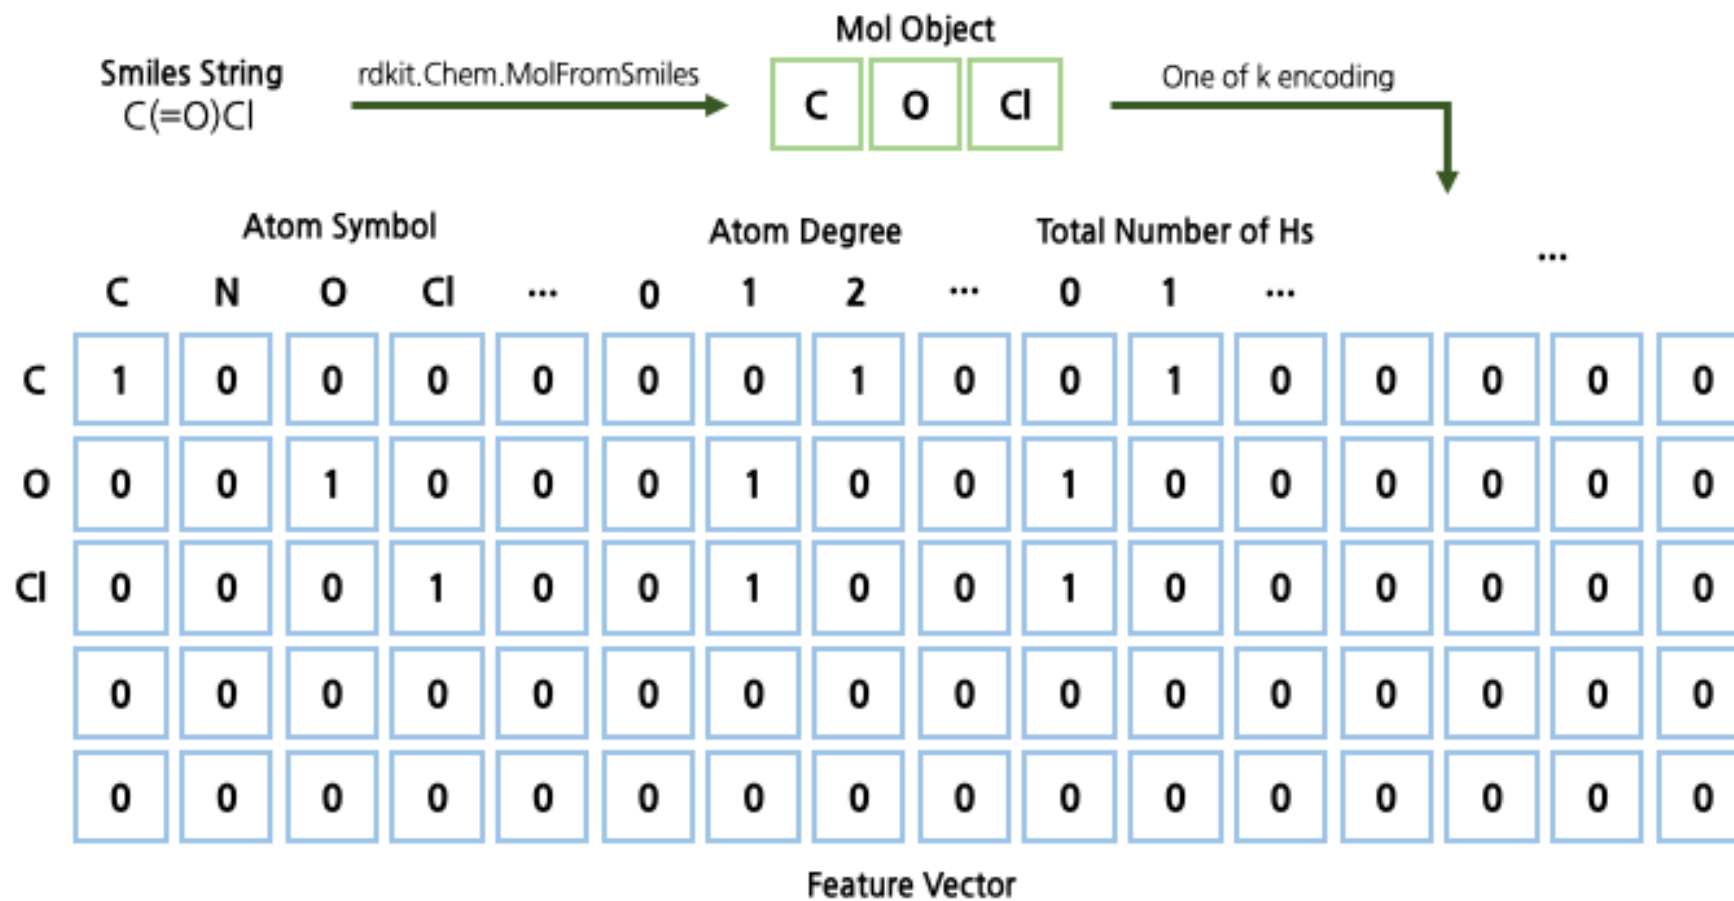 Mol Object
Smiles String
C(=O)Cl
rdkit.Chem.MolFromSmiles
C O Cl
One of k encoding
Atom Symbol Atom Degree Total Number of Hs ...
C N O Cl ... 0 1 2 ... 0 1 ...
C 1 0 0 0 0 0 0 1 0 0 1 0 0 0 0 0
O 0 0 1 0 0 0 1 0 0 1 0 0 0 0 0 0
Cl 0 0 0 1 0 0 1 0 0 1 0 0 0 0 0 0
0 0 0 0 0 0 0 0 0 0 0 0 0 0 0 0
0 0 0 0 0 0 0 0 0 0 0 0 0 0 0 0
Feature Vector